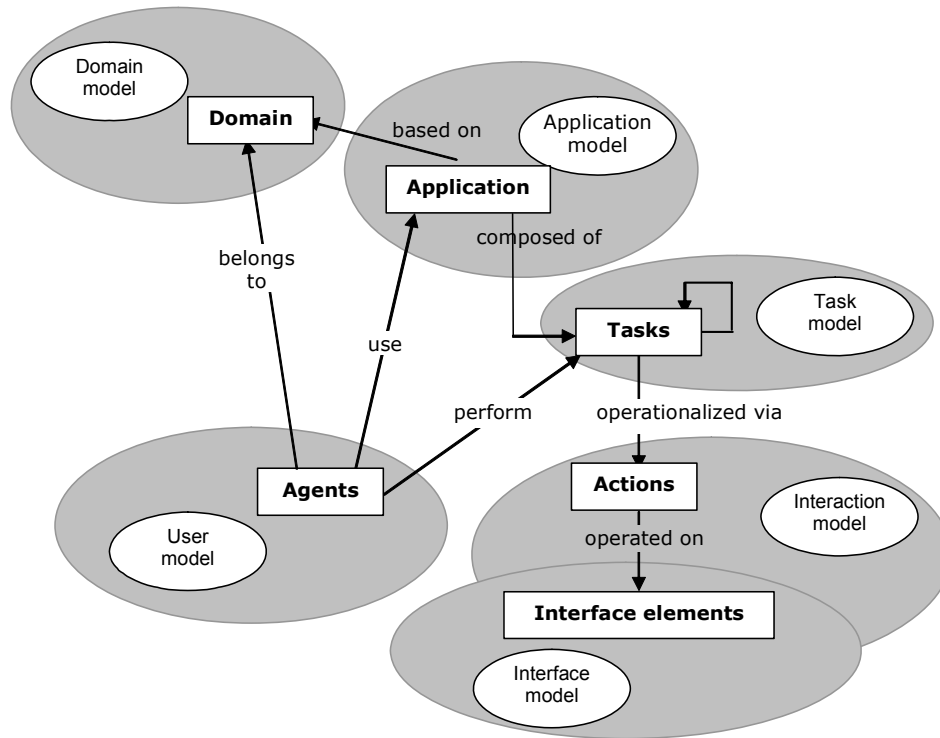 Domain
model
Domain
based on
Application
model
Application
composed of
belongs
to
use
Tasks
Task
model
perform
operationalized via
Agents
Actions
Interaction
model
User
model
operated on
Interface elements
Interface
model